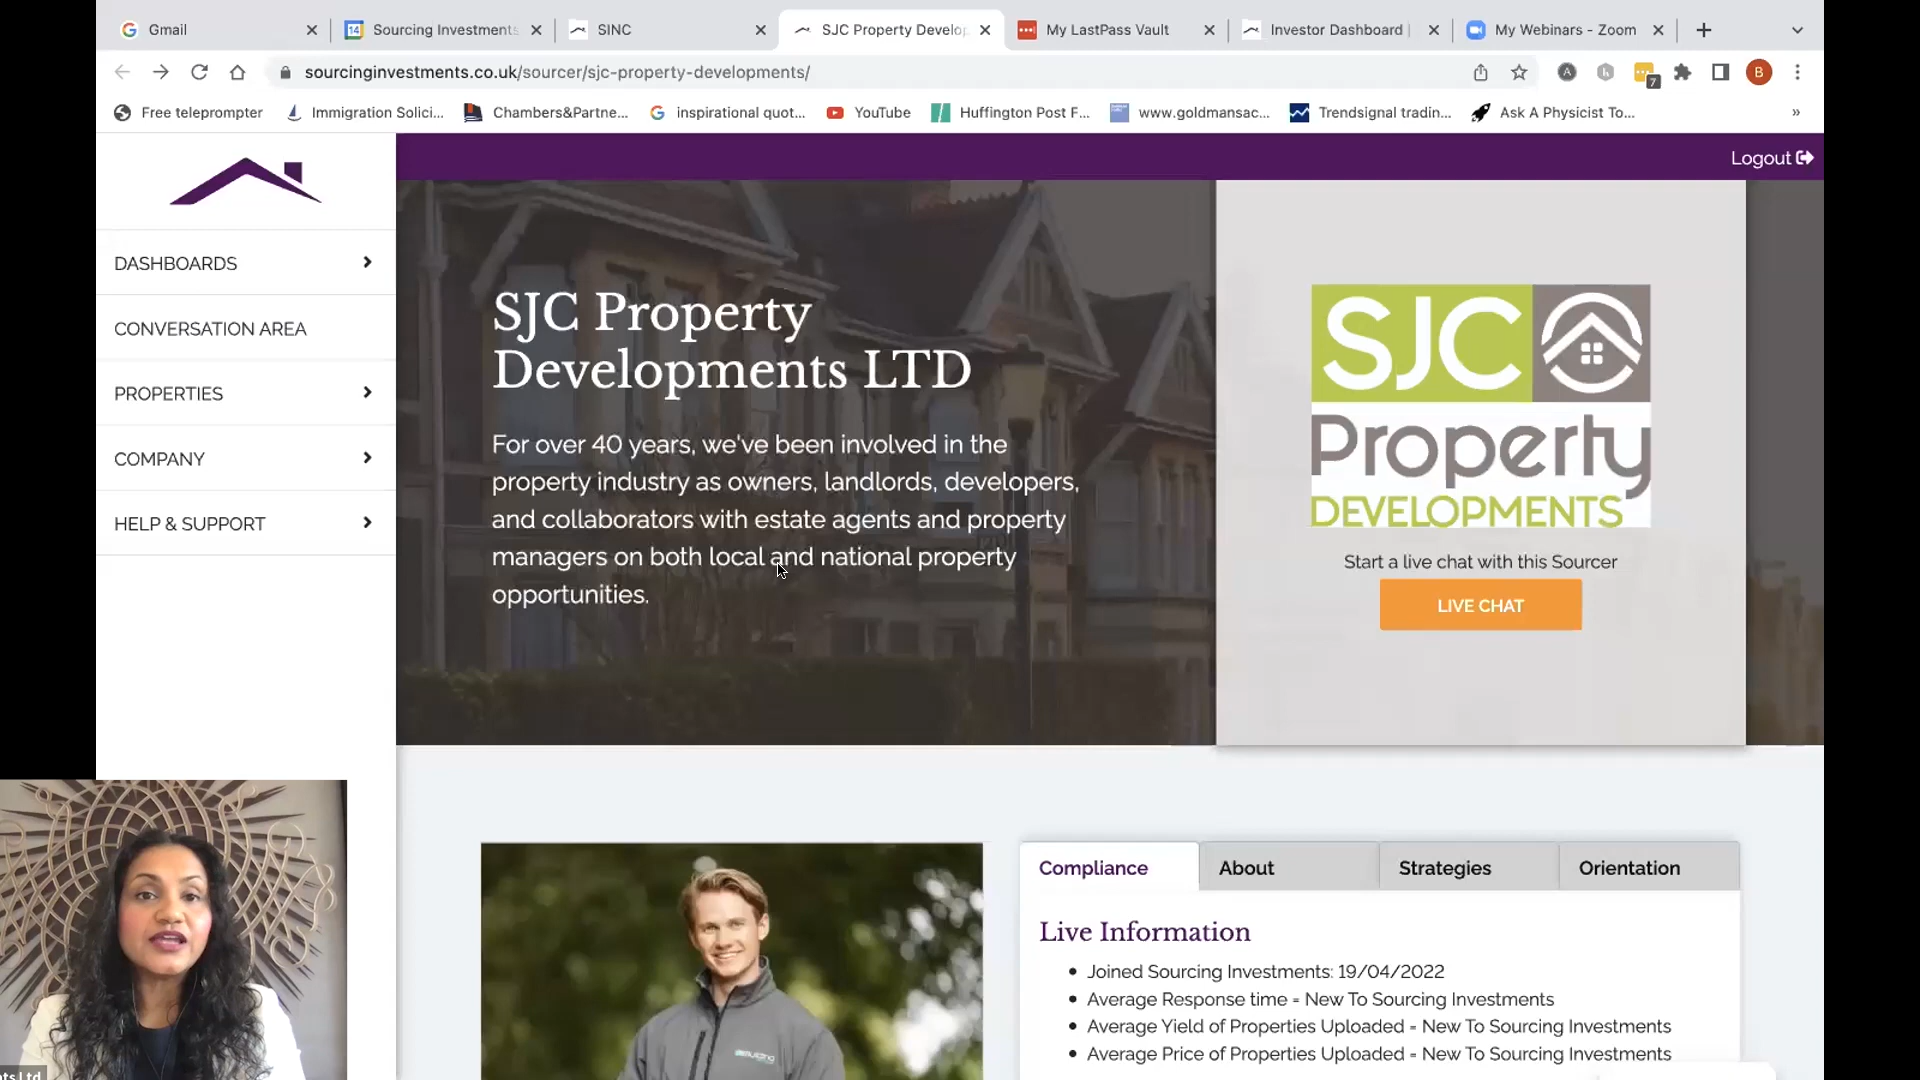 Gmail
Sourcing Investments
SINC
SJC Property Develop
My LastPass Vault
Investor Dashboard |
My Webinars - Zoom
sourcinginvestments.co.uk/sourcer/sjc-property-developments/
7
B
Free teleprompter
Immigration Solici...
Chambers&Partne...
inspirational quot...
YouTube
Huffington Post F...
www.goldmansac...
Trendsignal tradin...
Ask A Physicist To...
»
Logout
DASHBOARDS
CONVERSATION AREA
PROPERTIES
COMPANY
HELP & SUPPORT
SJC Property
Developments LTD
For over 40 years, we've been involved in the
property industry as owners, landlords, developers,
and collaborators with estate agents and property
managers on both local and national property
opportunities.
SJC
Property
DEVELOPMENTS
Start a live chat with this Sourcer
LIVE CHAT
Compliance
About
Strategies
Orientation
Live Information
Joined Sourcing Investments: 19/04/2022
Average Response time = New To Sourcing Investments
Average Yield of Properties Uploaded = New To Sourcing Investments
Average Price of Properties Uploaded = New To Sourcing Investments